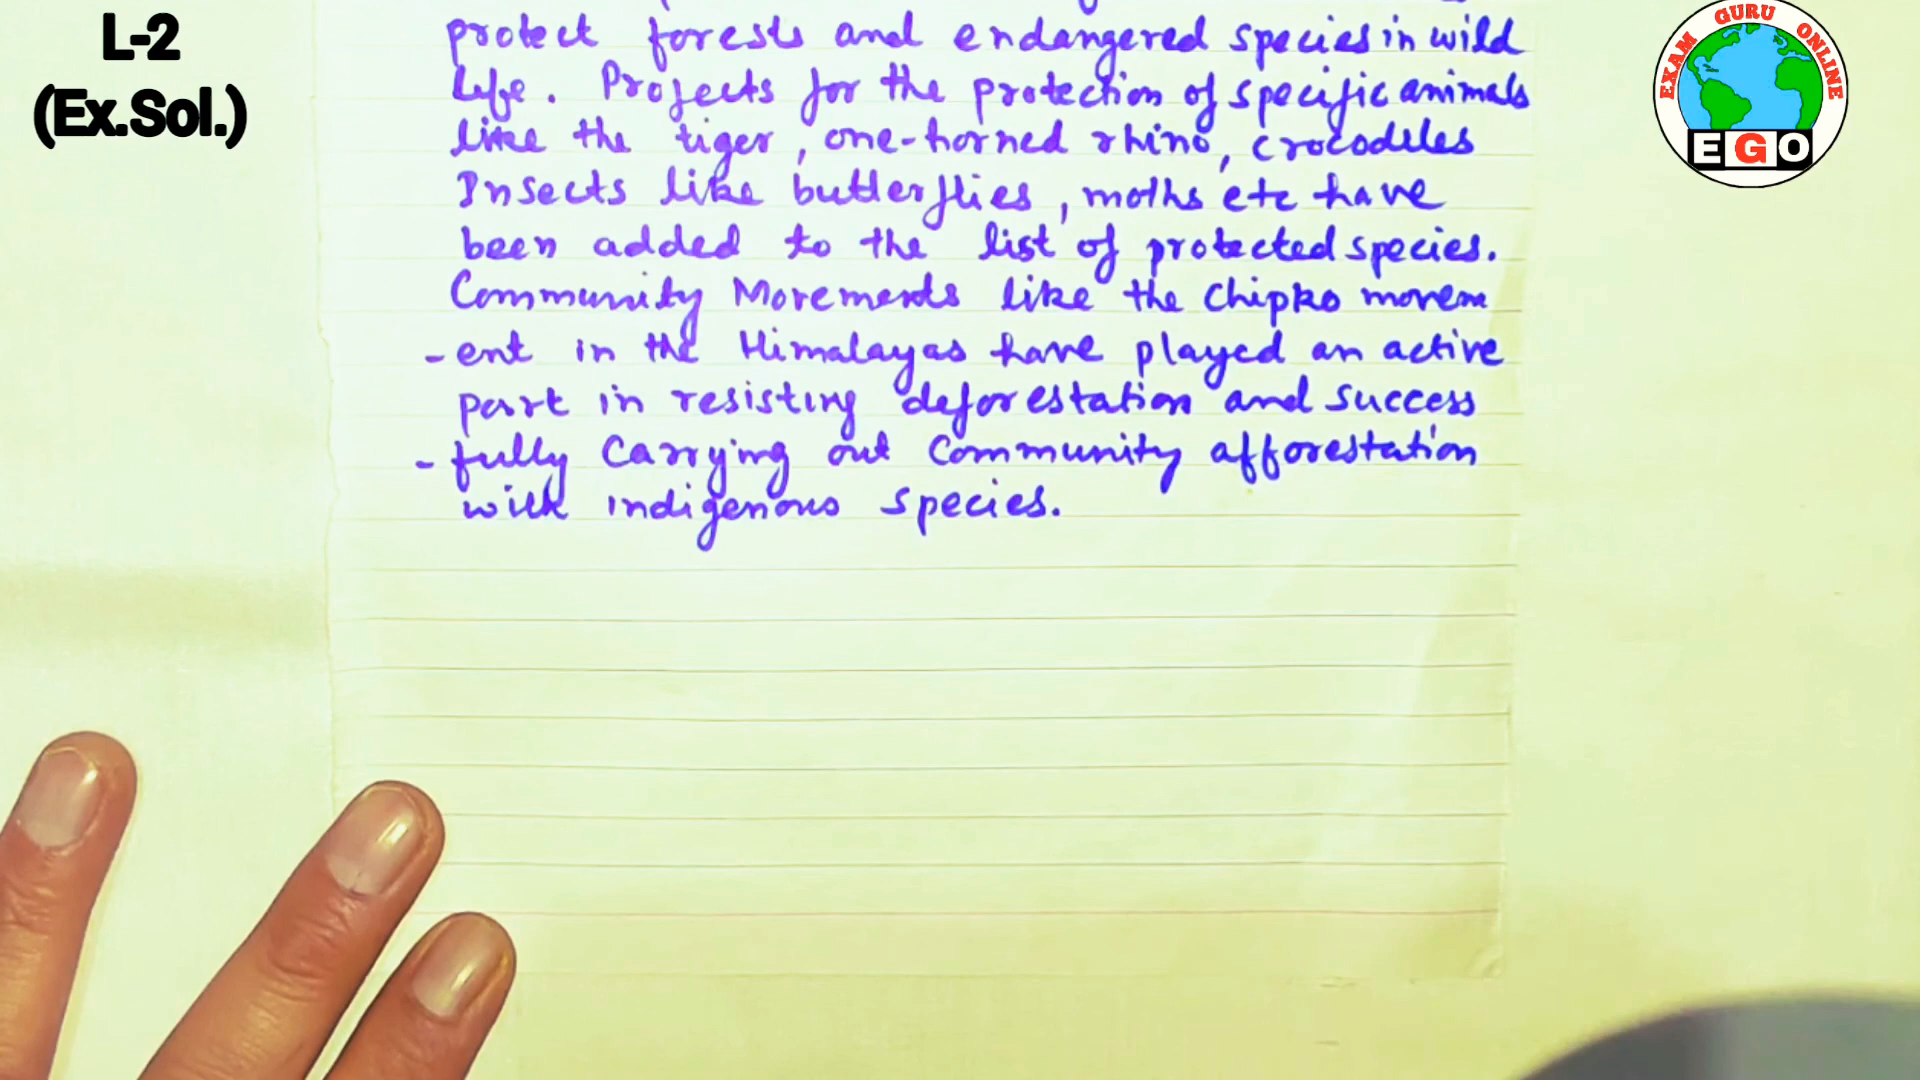 L-2
(Ex.Sol.)
EXAM GURU ONLINE
EGO
protect forests and endangered species in wild
life. Projects for the protection of specific animals
like the tiger, one-horned rhino, crocodiles
Insects like butterflies, moths etc have
been added to the list of protected species.
Community Movements like the Chipko movem
-ent in the Himalayas have played an active
part in resisting deforestation and success
-fully Carrying out Community afforestation
with indigenous species.